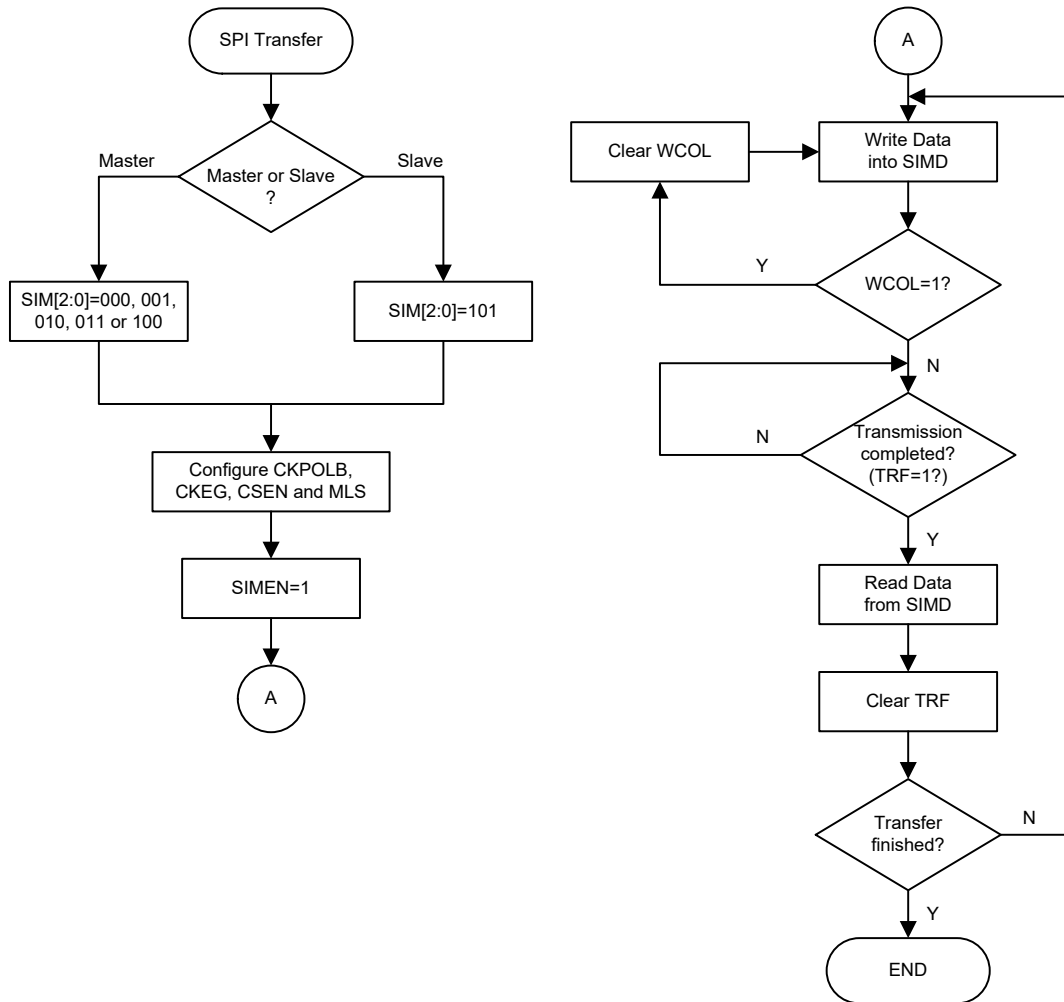 SPI Transfer
Master
Master or Slave
?
Slave
SIM[2:0]=000, 001,
010, 011 or 100
SIM[2:0]=101
Configure CKPOLB,
CKEG, CSEN and MLS
SIMEN=1
A
A
Write Data
into SIMD
Clear WCOL
Y
WCOL=1?
N
Transmission
completed?
(TRF=1?)
N
Y
Read Data
from SIMD
Clear TRF
Transfer
finished?
N
Y
END